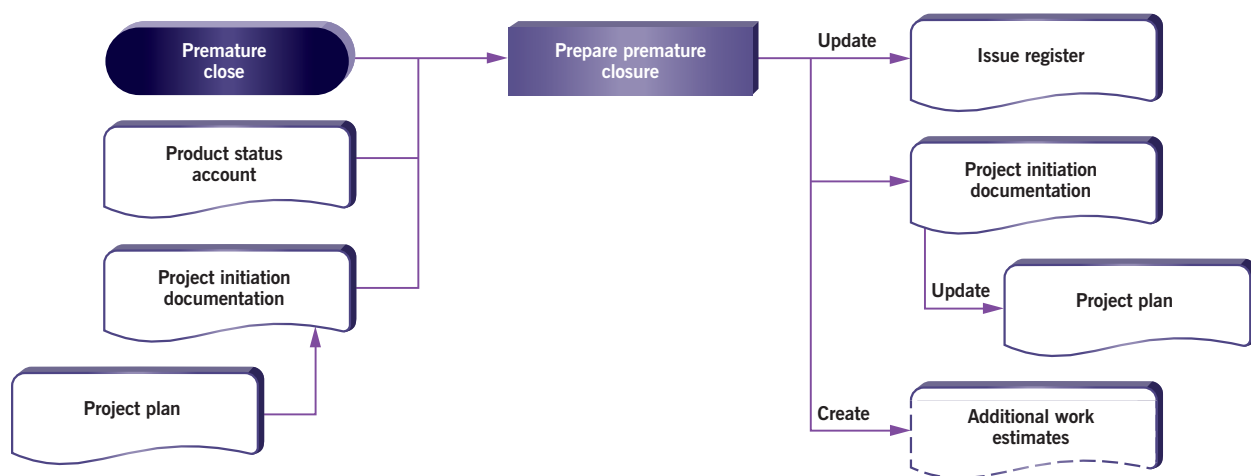 Premature
close
Prepare premature
closure
Update
Issue register
Product status
account
Project initiation
documentation
Project initiation
documentation
Update
Project plan
Project plan
Create
Additional work
estimates